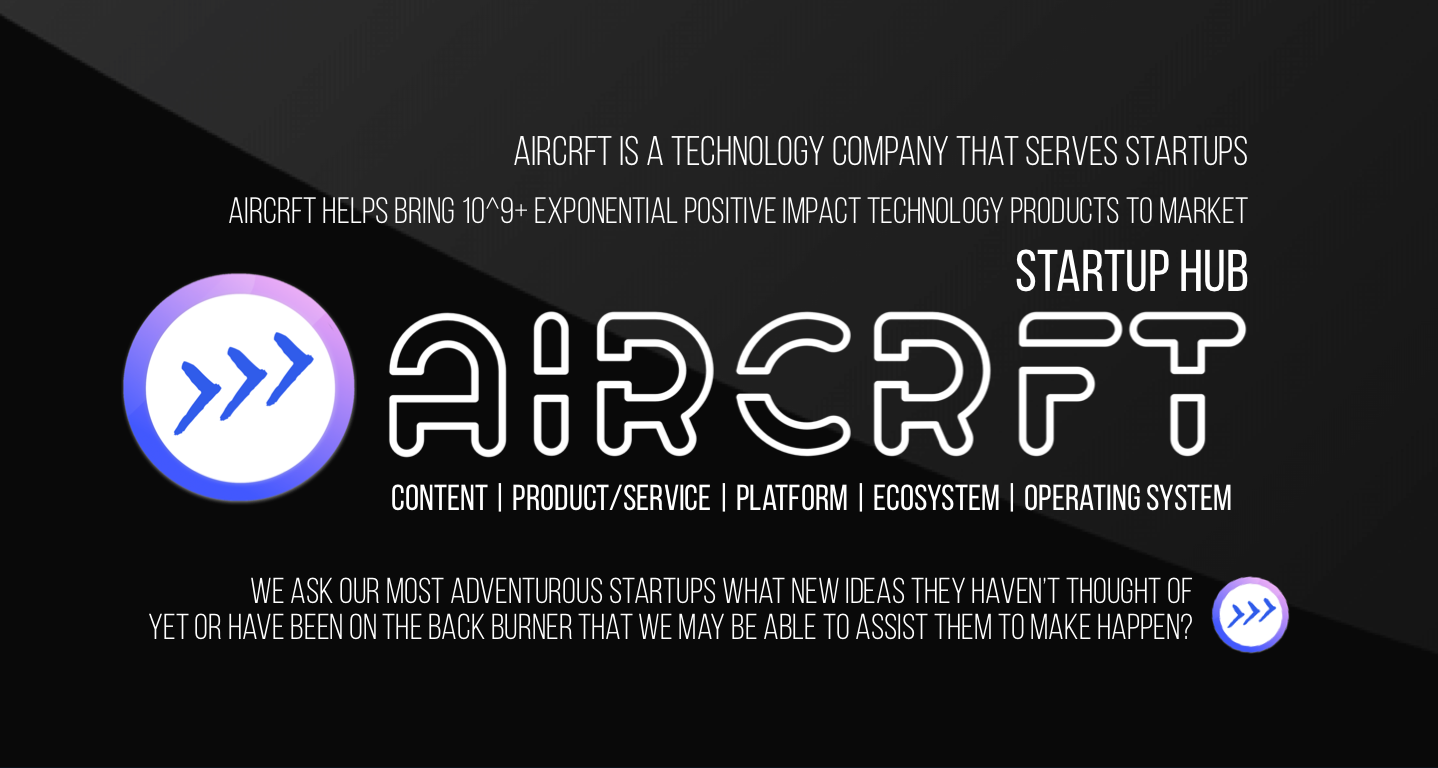 AIRCRFT IS A TECHNOLOGY COMPANY THAT SERVES STARTUPS
AIRCRFT HELPS BRING 10^9+ EXPONENTIAL POSITIVE IMPACT TECHNOLOGY PRODUCTS TO MARKET
STARTUP HUB
AIRCRFT
CONTENT | PRODUCT/SERVICE | PLATFORM | ECOSYSTEM | OPERATING SYSTEM
WE ASK OUR MOST ADVENTUROUS STARTUPS WHAT NEW IDEAS THEY HAVEN'T THOUGHT OF
YET OR HAVE BEEN ON THE BACK BURNER THAT WE MAY BE ABLE TO ASSIST THEM TO MAKE HAPPEN?